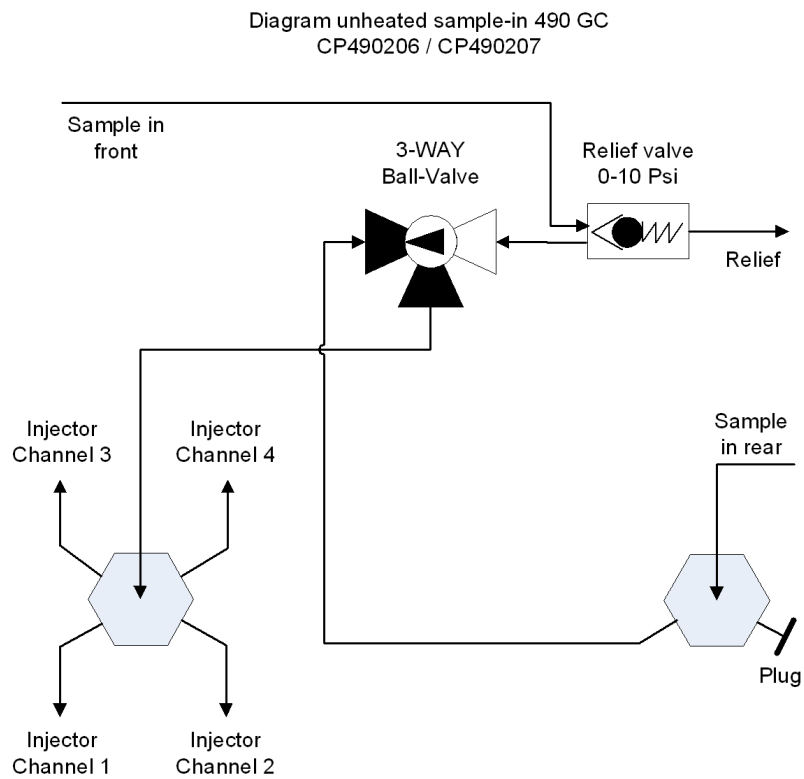 Diagram unheated sample-in 490 GC
CP490206 / CP490207
Sample in
front
3-WAY
Ball-Valve
Relief valve
0-10 Psi
Relief
Injector
Channel 3
Injector
Channel 4
Sample
in rear
Plug
Injector
Channel 1
Injector
Channel 2